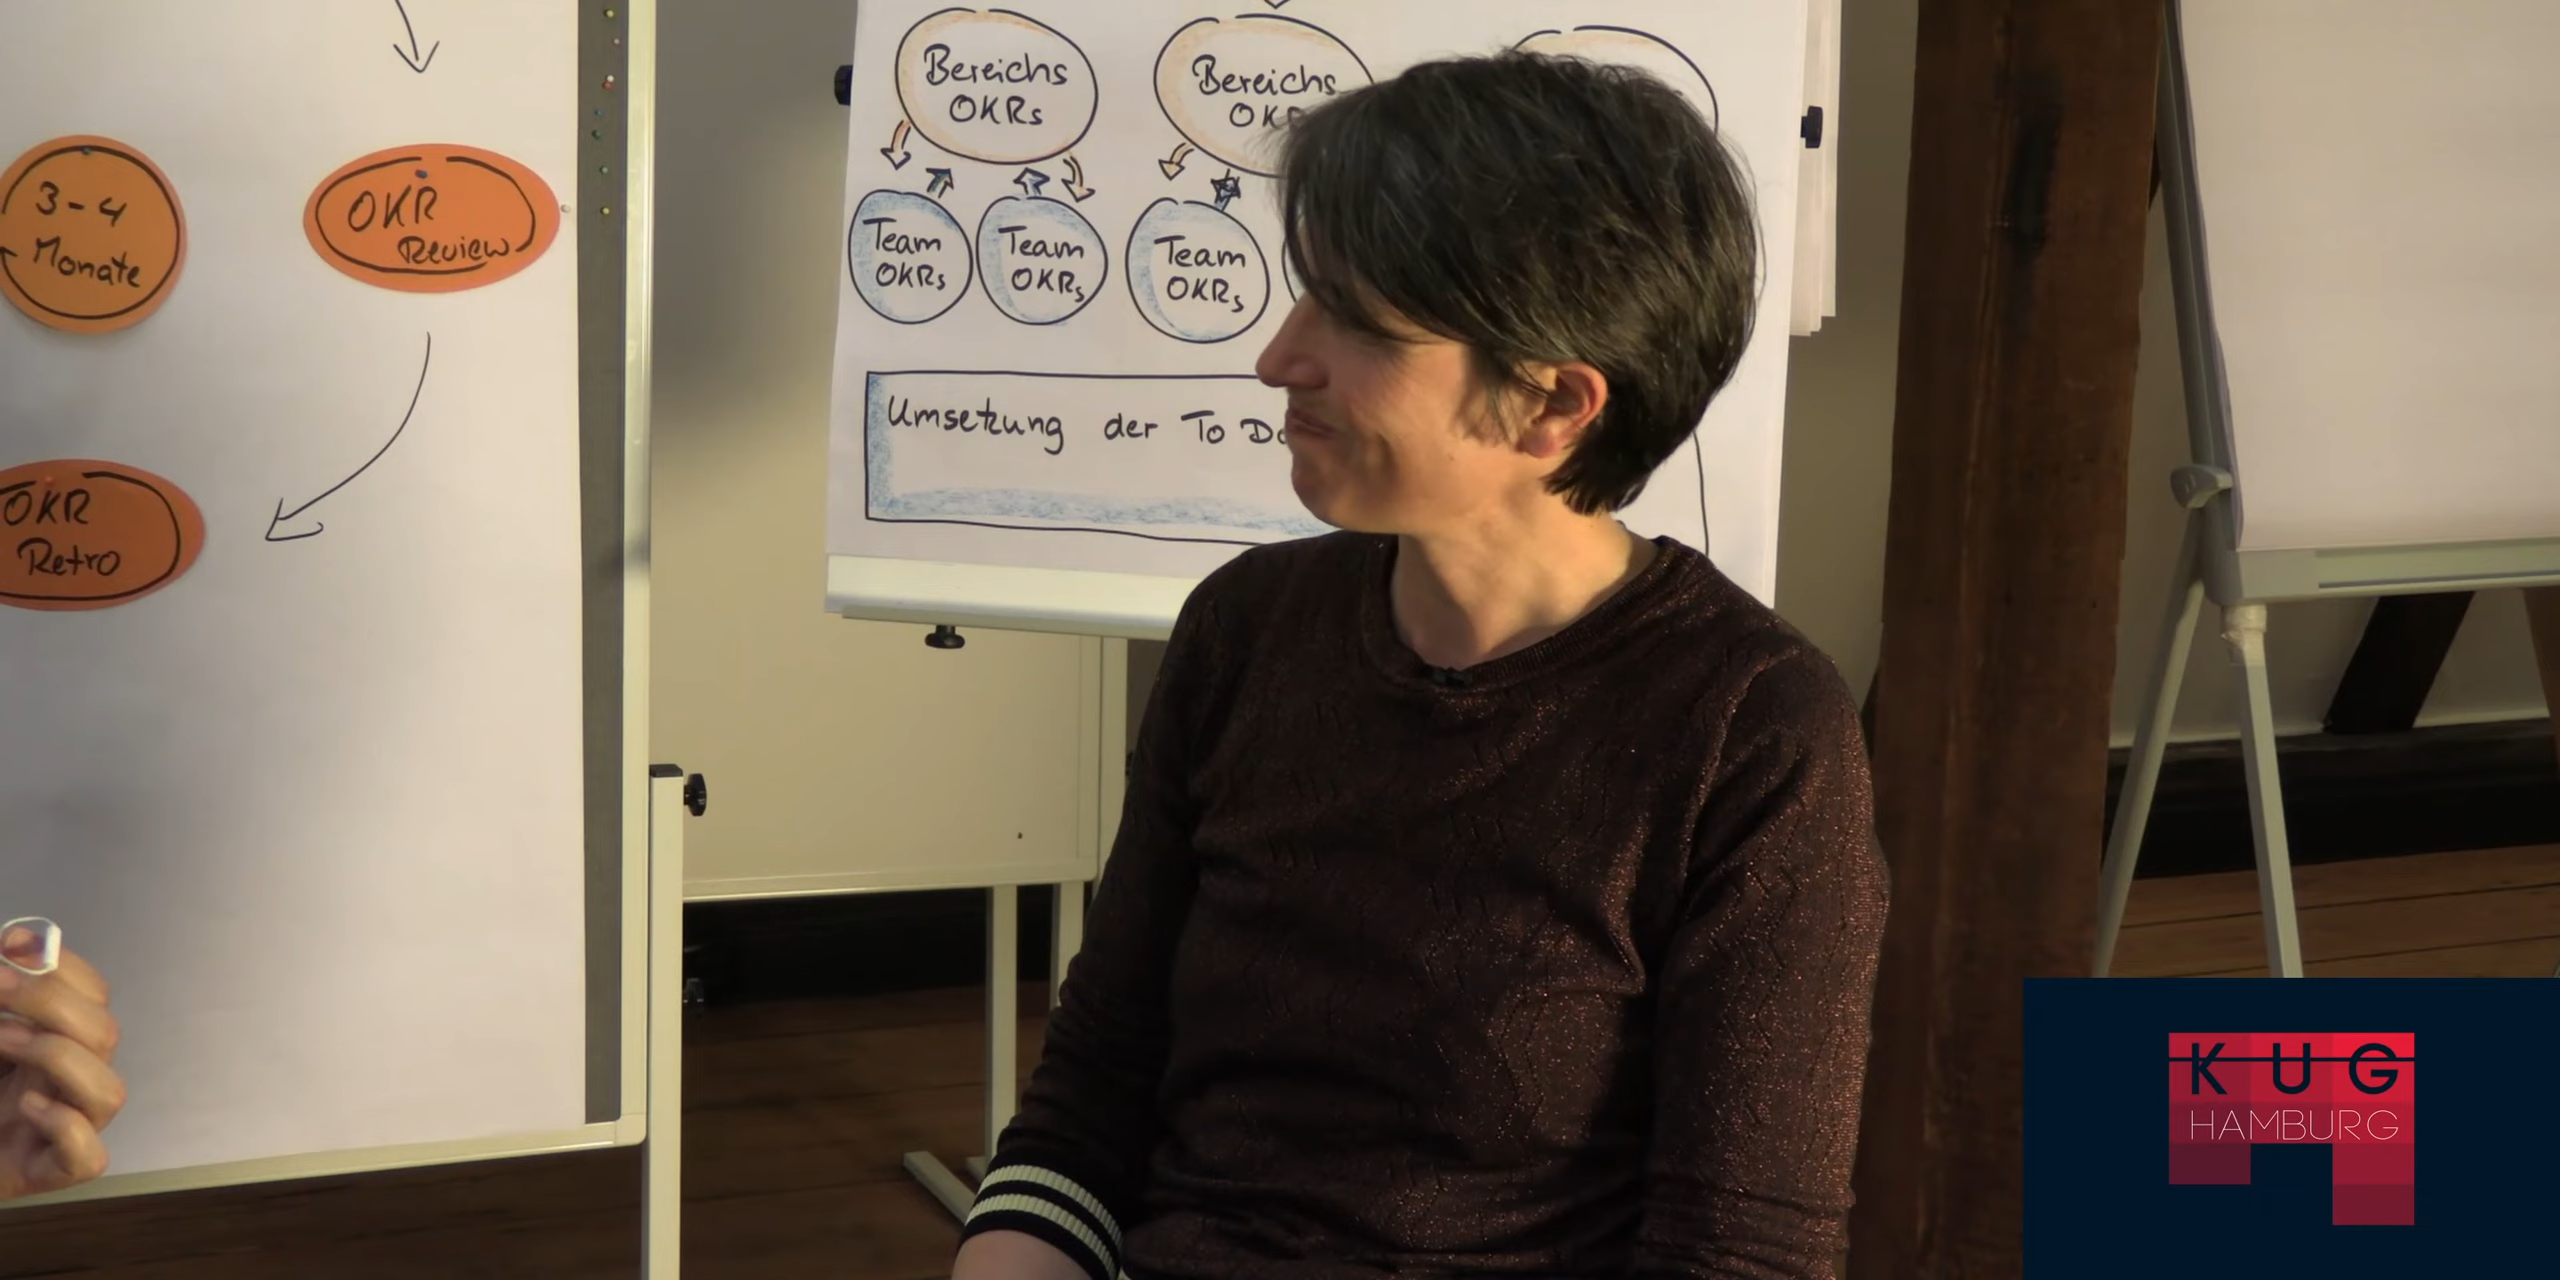 3-4
Monate
OKR
Review
OKR
Retro
Bereichs
OKRs
Bereichs
Team
OKRs
Team
OKRs
Team
OKRs
Umsetzung der To
KUG
HAMBURG